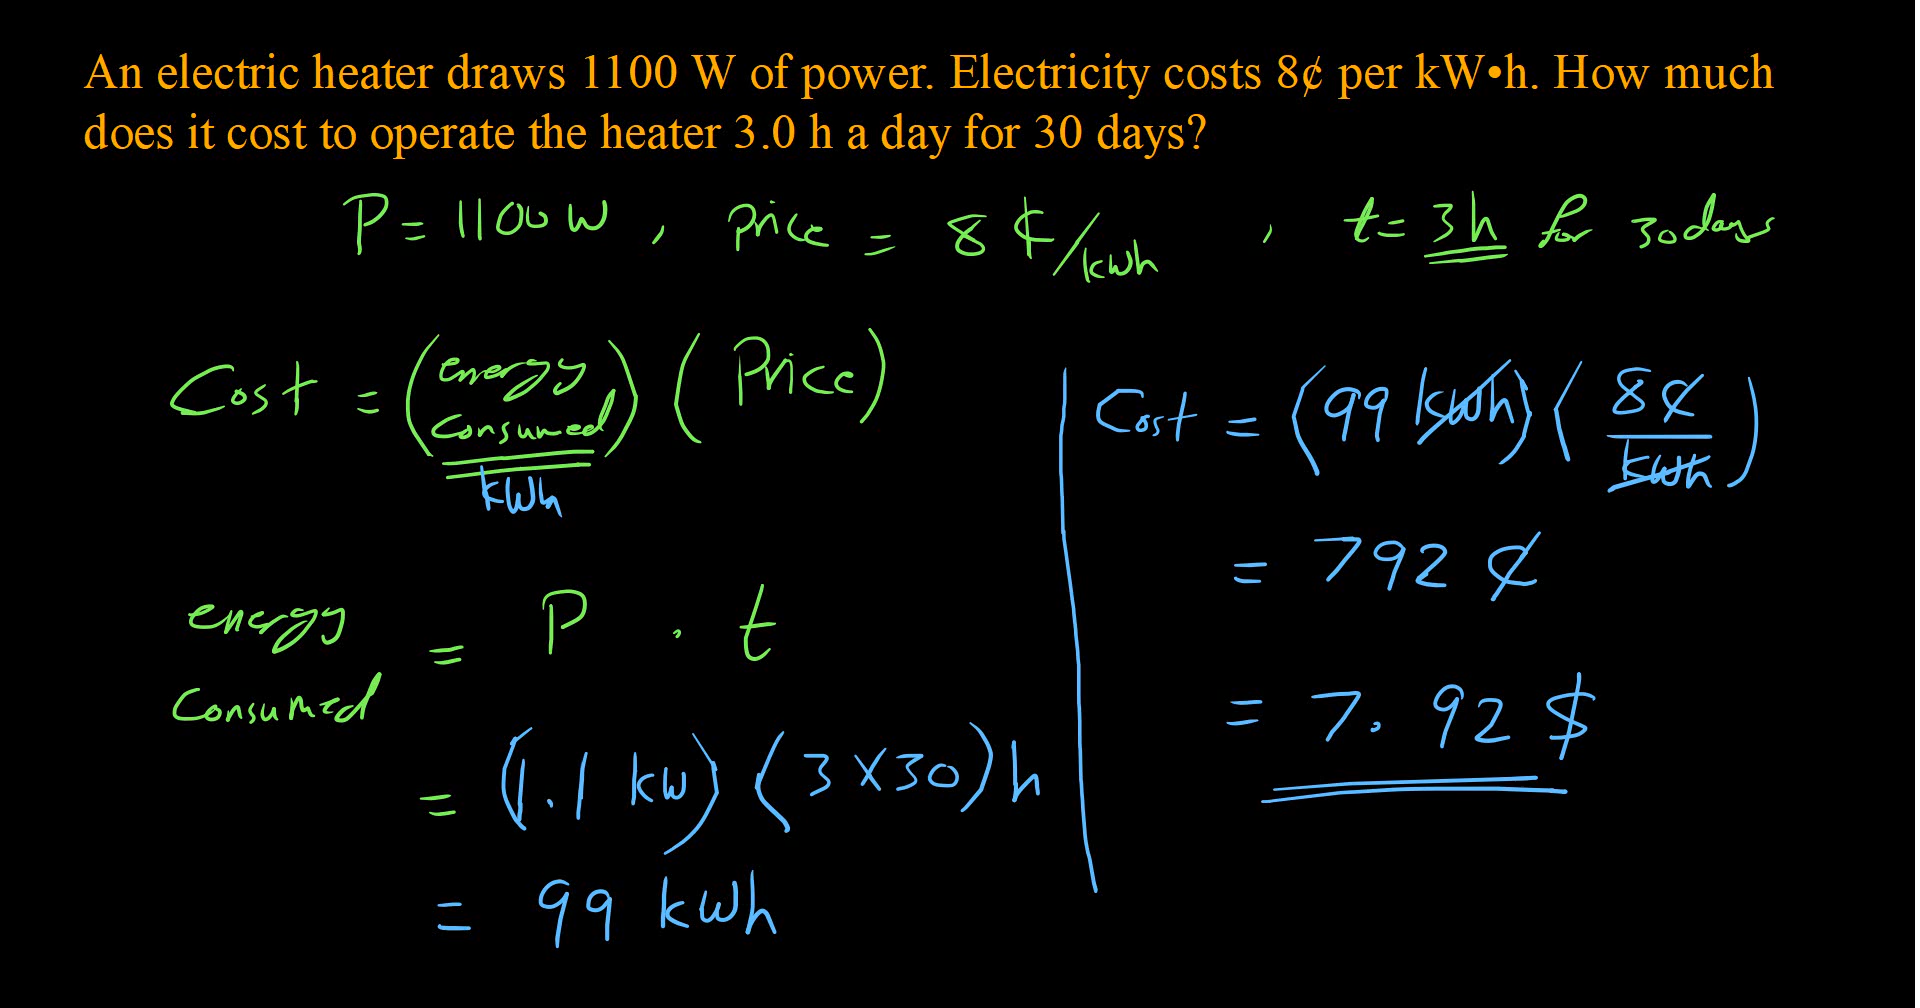 An electric heater draws 1100 W of power. Electricity costs 8¢ per kW•h. How much
does it cost to operate the heater 3.0 h a day for 30 days?
P = 1100 W , Price = 8 ¢/kwh , t = 3h for 30 days
Cost = (energy consumed) (Price)
kWh
energy consumed = P . t
= (1.1 kw) (3 x 30) h
= 99 kwh
Cost = (99 kwh) (8¢/kwh)
= 792 ¢
= 7.92 $